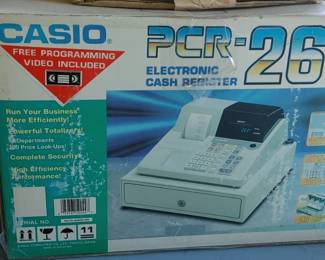 CASIO
FREE PROGRAMMING
VIDEO INCLUDED
PCR-26
ELECTRONIC
CASH REGISTER
Run Your Business
More Efficiently!
Powerful Totalizers!
Departments
Price Look-Ups!
Complete Security!
High Efficiency
Performance!
SERIAL NO.